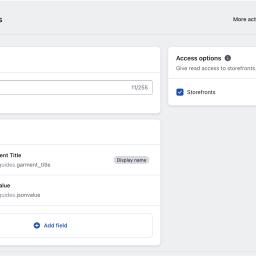 s
More act
Access options
Give read access to storefronts.
11/255
Storefronts
ent Title
guides.garment_title
Display name
alue
guides.jsonvalue
Add field